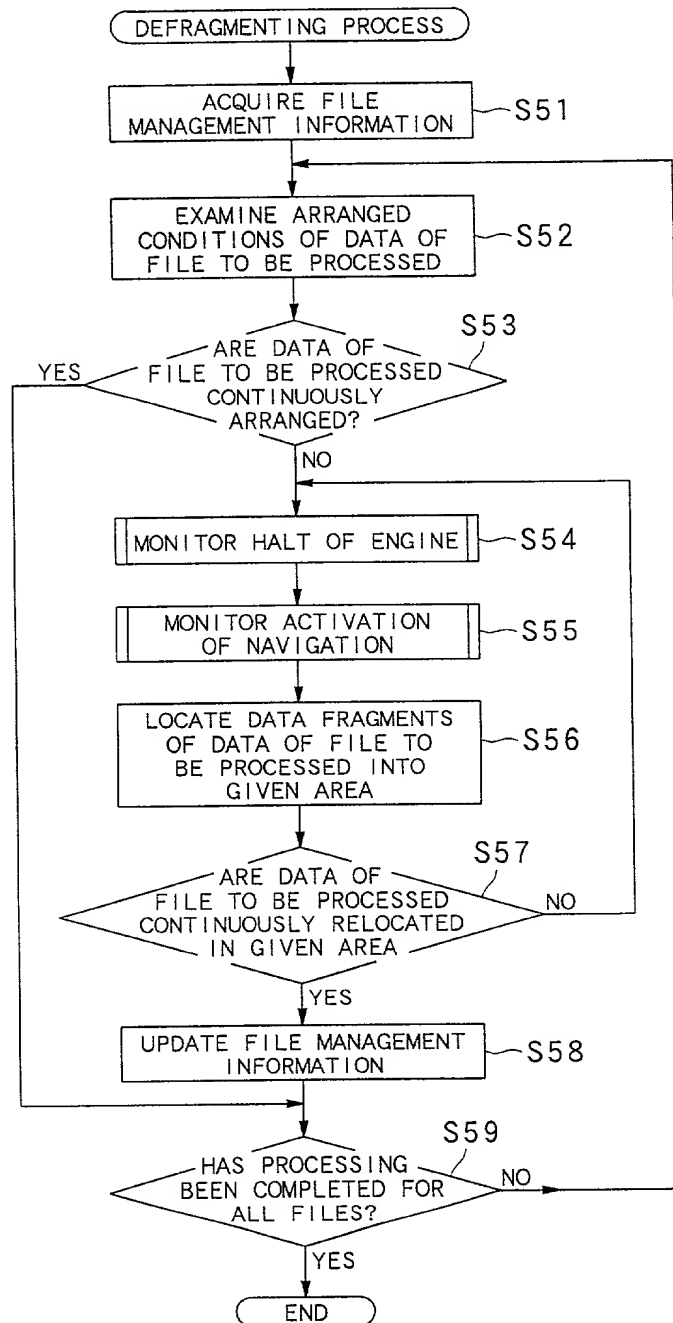 DEFRAGMENTING PROCESS
ACQUIRE FILE
MANAGEMENT INFORMATION
S51
EXAMINE ARRANGED
CONDITIONS OF DATA OF
FILE TO BE PROCESSED
S52
S53
ARE DATA OF
FILE TO BE PROCESSED
CONTINUOUSLY
ARRANGED?
YES
NO
MONITOR HALT OF ENGINE
S54
MONITOR ACTIVATION
OF NAVIGATION
S55
LOCATE DATA FRAGMENTS
OF DATA OF FILE TO
BE PROCESSED INTO
GIVEN AREA
S56
S57
ARE DATA OF
FILE TO BE PROCESSED
CONTINUOUSLY RELOCATED
IN GIVEN AREA
NO
YES
UPDATE FILE MANAGEMENT
INFORMATION
S58
S59
HAS PROCESSING
BEEN COMPLETED FOR
ALL FILES?
NO
YES
END